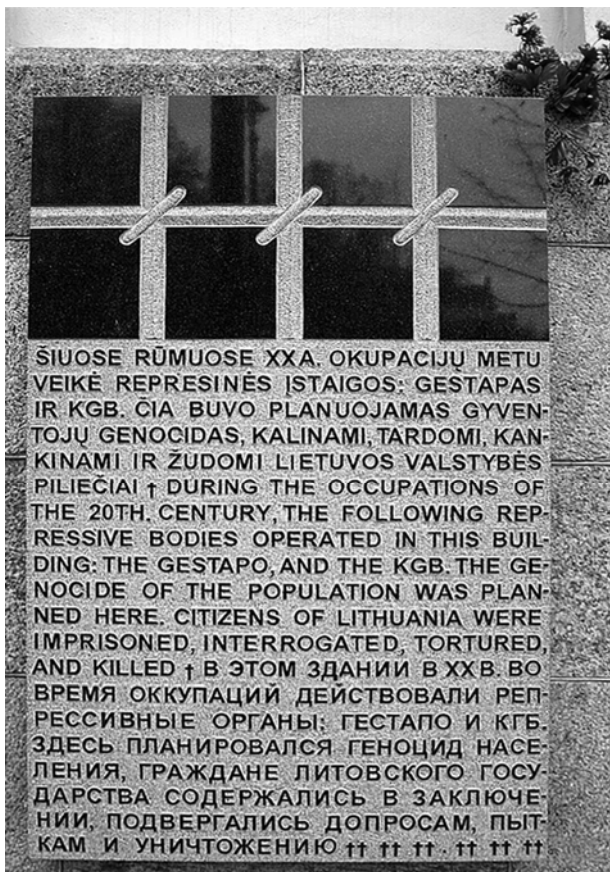 ŠIUOSE RŪMUOSE XX A. OKUPACIJŲ METU
VEIKĖ REPRESINĖS ĮSTAIGOS: GESTAPAS
IR KGB. ČIA BUVO PLANUOJAMAS GYVEN-
TOJŲ GENOCIDAS, KALINAMI, TARDOMI, KAN-
KINAMI IR ŽUDOMI LIETUVOS VALSTYBĖS
PILIEČIAI † DURING THE OCCUPATIONS OF
THE 20TH. CENTURY, THE FOLLOWING REP-
RESSIVE BODIES OPERATED IN THIS BUIL-
DING: THE GESTAPO, AND THE KGB. THE GE-
NOCIDE OF THE POPULATION WAS PLAN-
NED HERE. CITIZENS OF LITHUANIA WERE
IMPRISONED, INTERROGATED, TORTURED,
AND KILLED † В ЭТОМ ЗДАНИИ В XX В. ВО
ВРЕМЯ ОККУПАЦИЙ ДЕЙСТВОВАЛИ РЕП-
РЕССИВНЫЕ ОРГАНЫ: ГЕСТАПО И КГБ.
ЗДЕСЬ ПЛАНИРОВАЛСЯ ГЕНОЦИД НАСЕ-
ЛЕНИЯ, ГРАЖДАНЕ ЛИТОВСКОГО ГОСУ-
ДАРСТВА СОДЕРЖАЛИСЬ В ЗАКЛЮЧЕ-
НИИ, ПОДВЕРГАЛИСЬ ДОПРОСАМ, ПЫТ-
КАМ И УНИЧТОЖЕНИЮ †† †† †† · †† †† ††.